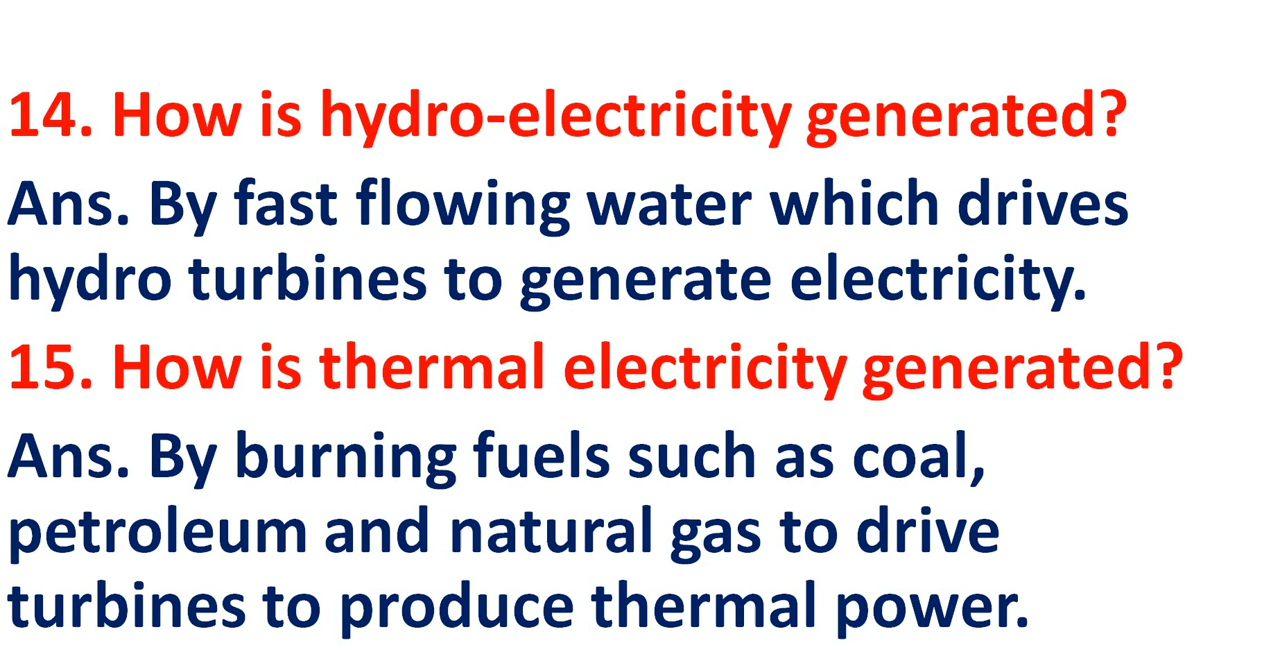 14. How is hydro-electricity generated?
Ans. By fast flowing water which drives
hydro turbines to generate electricity.
15. How is thermal electricity generated?
Ans. By burning fuels such as coal,
petroleum and natural gas to drive
turbines to produce thermal power.